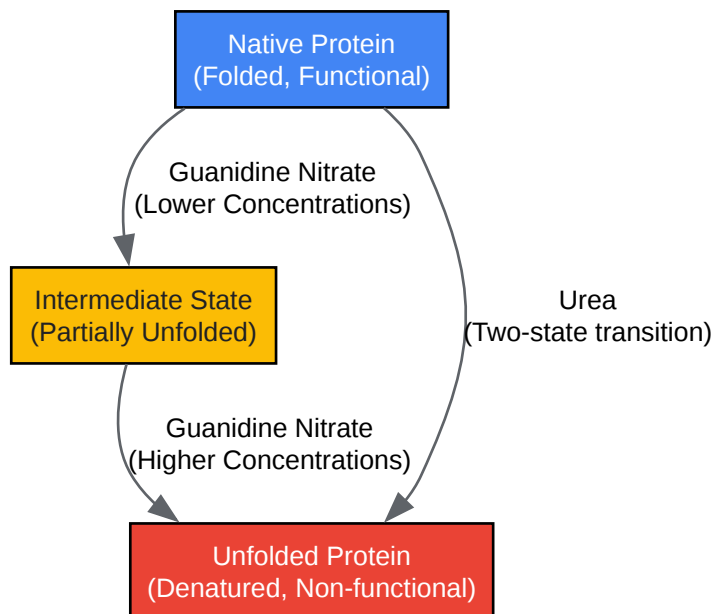 Native Protein
(Folded, Functional)
Guanidine Nitrate
(Lower Concentrations)
Intermediate State
(Partially Unfolded)
Urea
(Two-state transition)
Guanidine Nitrate
(Higher Concentrations)
Unfolded Protein
(Denatured, Non-functional)